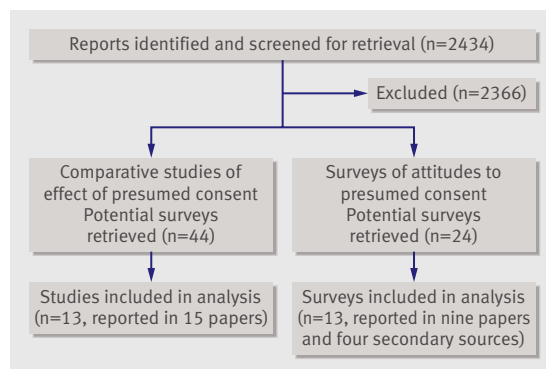 Reports identified and screened for retrieval (n=2434)
Excluded (n=2366)
Comparative studies of
effect of presumed consent
Potential surveys
retrieved (n=44)
Surveys of attitudes to
presumed consent
Potential surveys
retrieved (n=24)
Studies included in analysis
(n=13, reported in 15 papers)
Surveys included in analysis
(n=13, reported in nine papers
and four secondary sources)